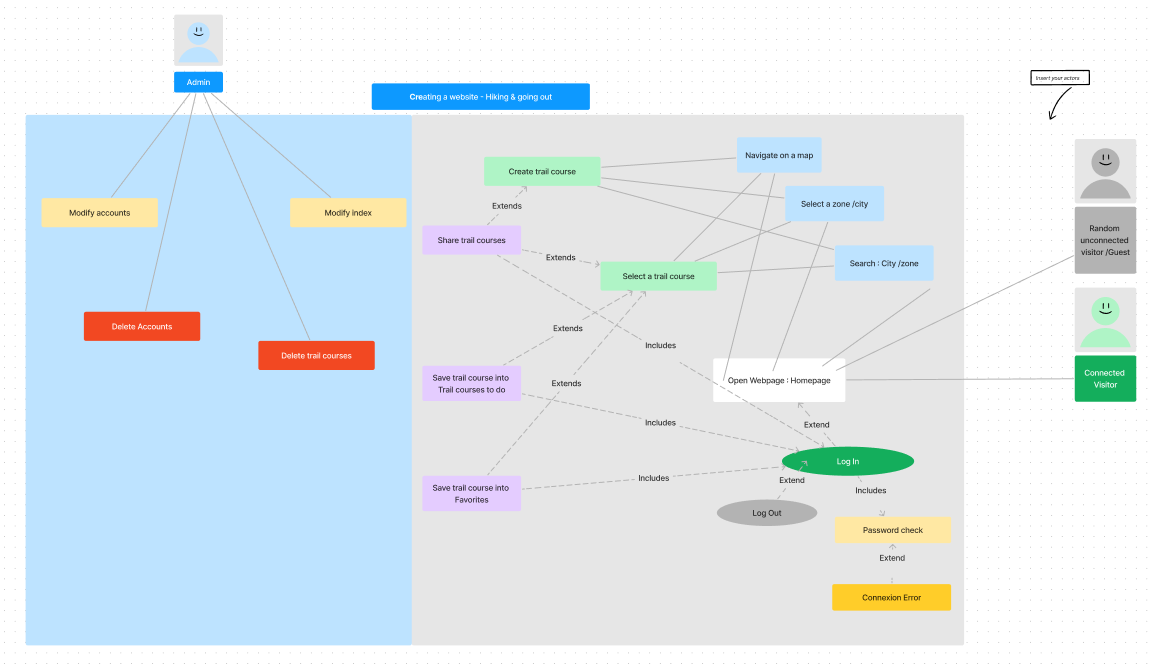 Admin
Creating a website - Hiking & going out
Insert your actors
Navigate on a map
Create trail course
Select a zone /city
Extends
Modify accounts
Modify index
Share trail courses
Random
unconnected
visitor /Guest
Extends
Search : City /zone
Select a trail course
Delete Accounts
Extends
Includes
Delete trail courses
Save trail course into
Trail courses to do
Extends
Open Webpage : Homepage
Connected
Visitor
Includes
Extend
Log In
Includes
Extend
Includes
Save trail course into
Favorites
Log Out
Password check
Extend
Connexion Error